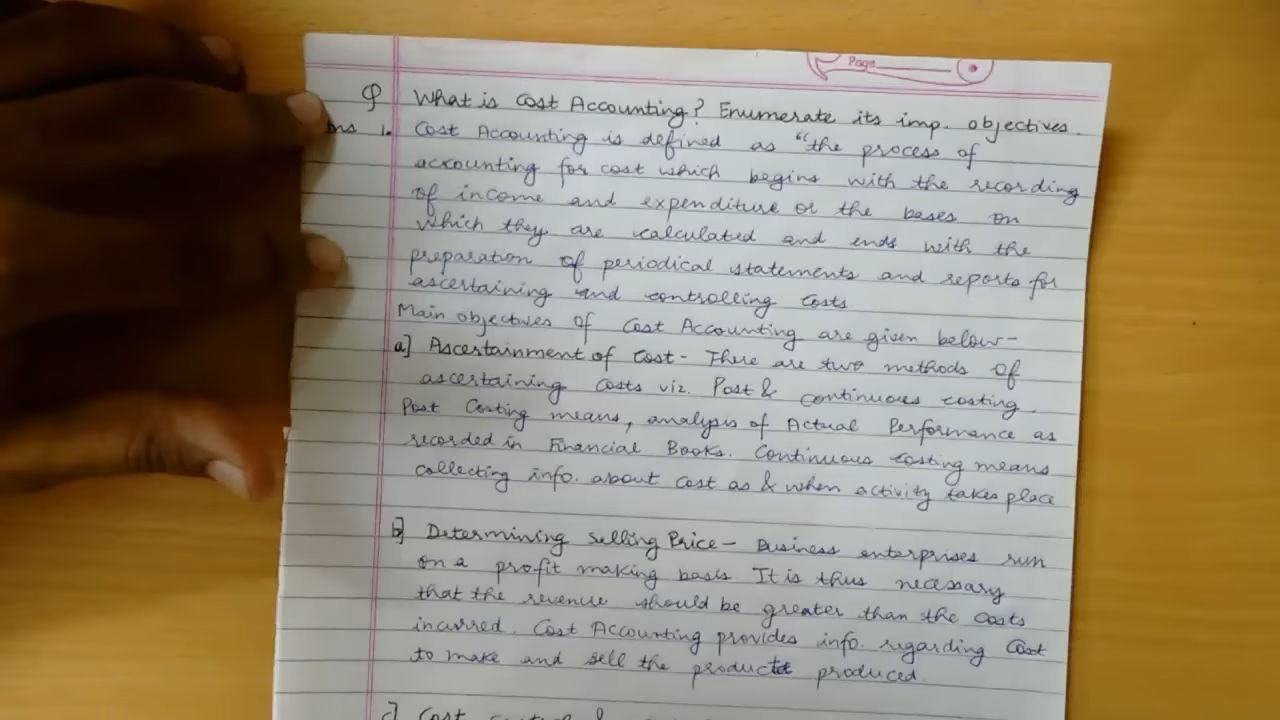 Page
Q What is Cost Accounting? Enumerate its imp. objectives.
Ans 1. Cost Accounting is defined as "the process of
accounting for cost which begins with the recording
of income and expenditure or the bases on
which they are calculated and ends with the
preparation of periodical statements and reports for
ascertaining and controlling costs
Main objectives of Cost Accounting are given below-
a] Ascertainment of Cost - There are two methods of
ascertaining costs viz. Post & continuous costing.
Post Costing means, analysis of Actual Performance as
recorded in Financial Books. Continuous costing means
collecting info. about cost as & when activity takes place
b] Determining Selling Price - Business enterprises run
on a profit making basis It is thus necessary
that the revenue should be greater than the costs
incurred. Cost Accounting provides info. regarding Cost
to make and sell the product produced.
c] Cost control &